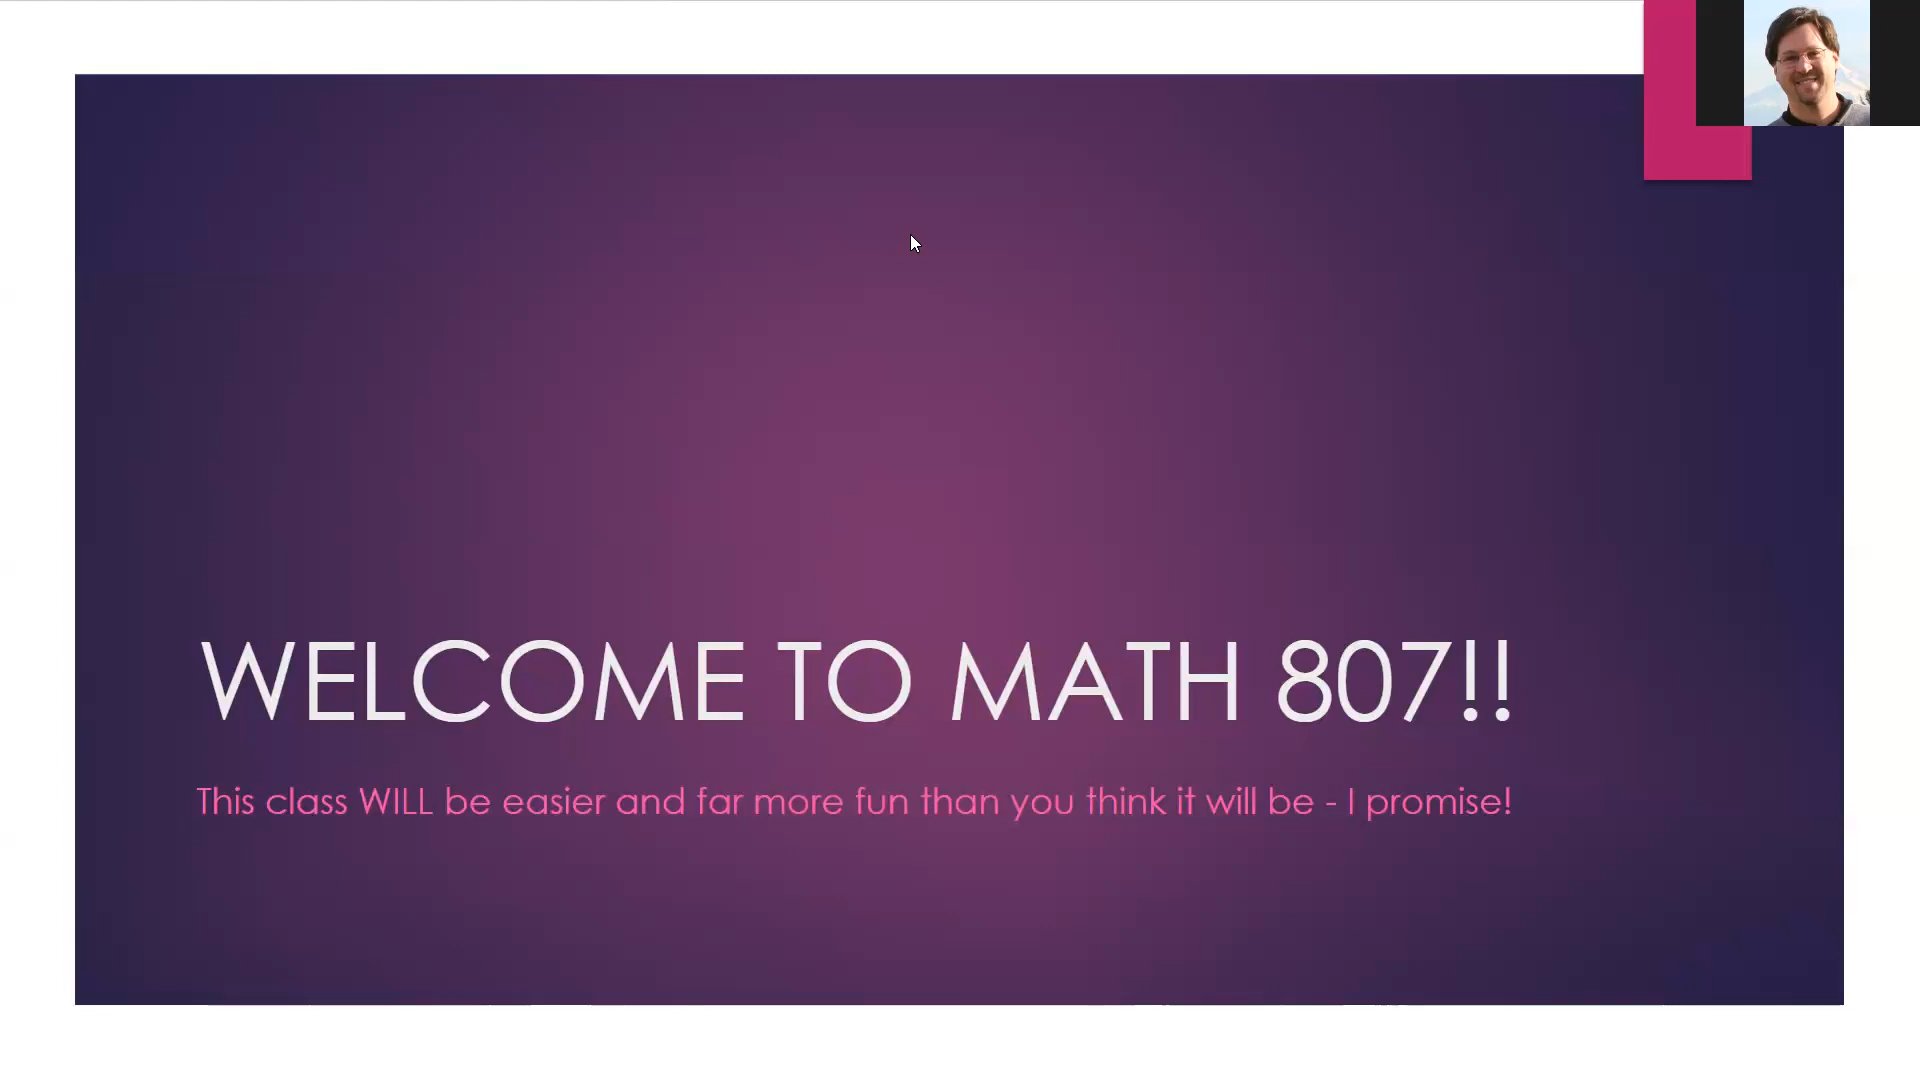 WELCOME TO MATH 807!!
This class WILL be easier and far more fun than you think it will be - I promise!